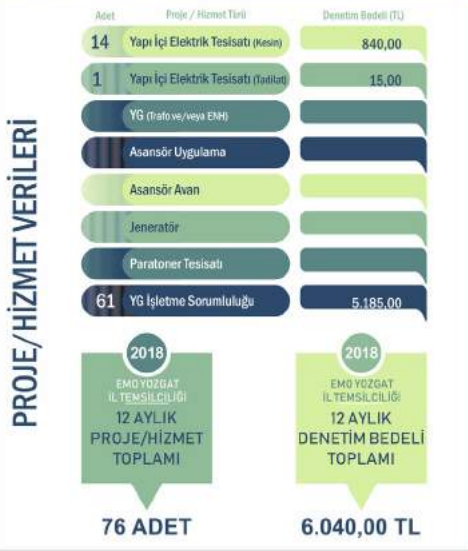 PROJE/HİZMET VERİLERİ
Adet Proje / Hizmet Türü Denetim Bedeli (TL)
14 Yapı İçi Elektrik Tesisatı (Kesin) 840,00
1 Yapı İçi Elektrik Tesisatı (Tadilat) 15,00
YG (Trafo ve/veya ENH)
Asansör Uygulama
Asansör Avan
Jeneratör
Paratoner Tesisatı
61 YG İşletme Sorumluluğu 5.185,00
2018
EMO YOZGAT
İL TEMSİLCİLİĞİ
12 AYLIK
PROJE/HİZMET
TOPLAMI
76 ADET
2018
EMO YOZGAT
İL TEMSİLCİLİĞİ
12 AYLIK
DENETİM BEDELİ
TOPLAMI
6.040,00 TL